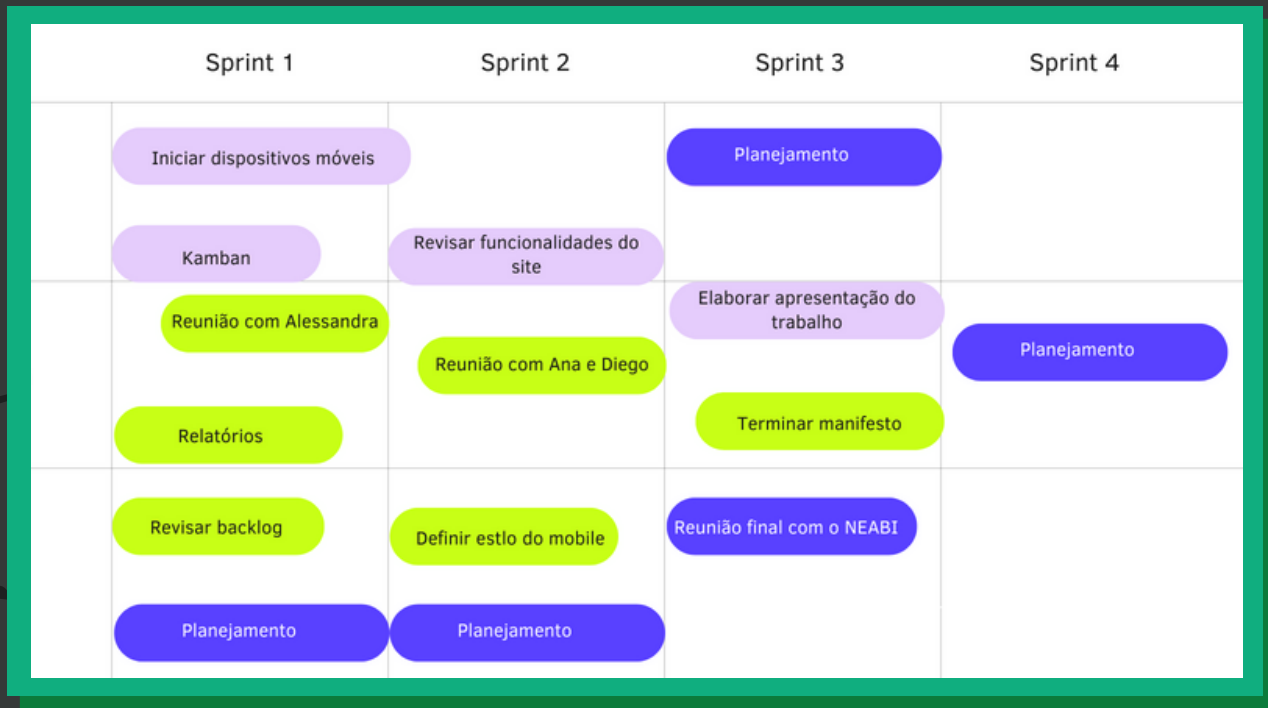 Sprint 1
Sprint 2
Sprint 3
Sprint 4
Iniciar dispositivos móveis
Planejamento
Kamban
Revisar funcionalidades do
site
Reunião com Alessandra
Elaborar apresentação do
trabalho
Reunião com Ana e Diego
Planejamento
Relatórios
Terminar manifesto
Revisar backlog
Definir estlo do mobile
Reunião final com o NEABI
Planejamento
Planejamento